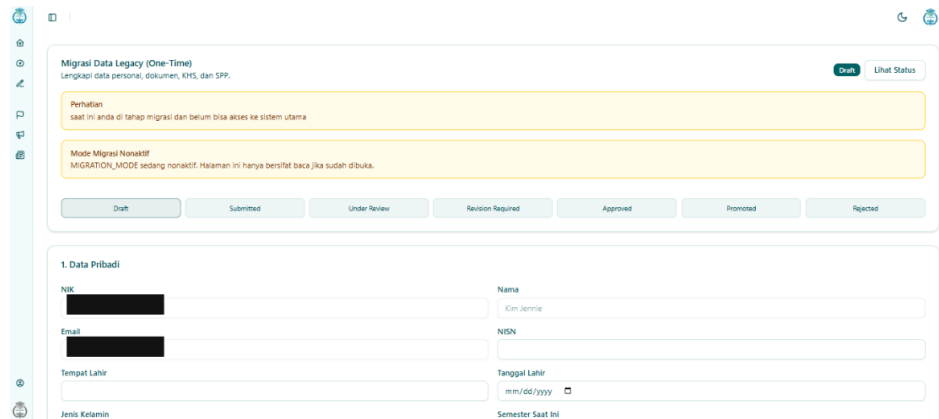 Migrasi Data Legacy (One-Time)
Lengkapi data personal, dokumen, KHS, dan SPP.
Draft
Lihat Status
Perhatian
saat ini anda di tahap migrasi dan belum bisa akses ke sistem utama
Mode Migrasi Nonaktif
MIGRATION_MODE sedang nonaktif. Halaman ini hanya bersifat baca jika sudah dibuka.
Draft
Submitted
Under Review
Revision Required
Approved
Promoted
Rejected
1. Data Pribadi
NIK
Nama
Kim Jennie
Email
NISN
Tempat Lahir
Tanggal Lahir
mm/dd/yyyy
Jenis Kelamin
Semester Saat Ini